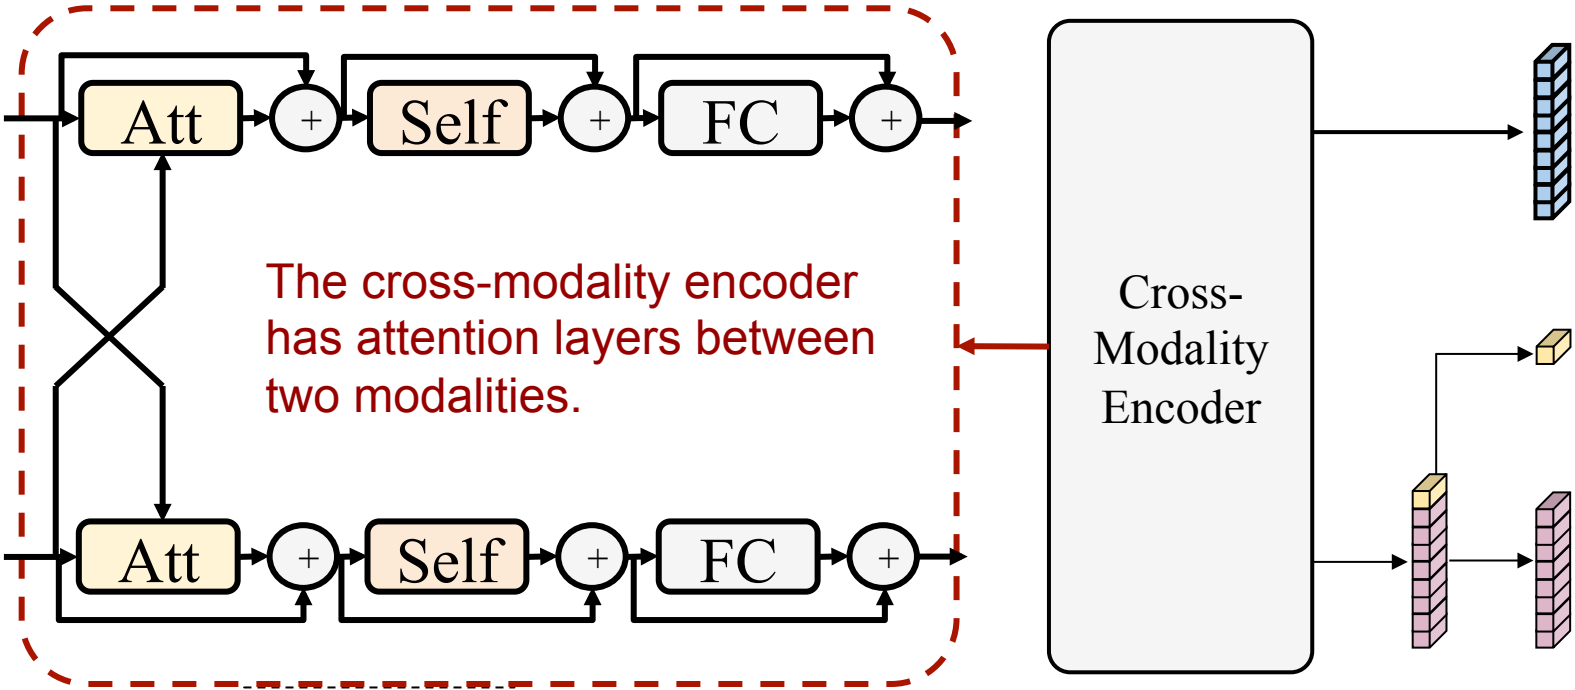 Att + Self + FC +
The cross-modality encoder
has attention layers between
two modalities.
Att + Self + FC +
Cross-
Modality
Encoder